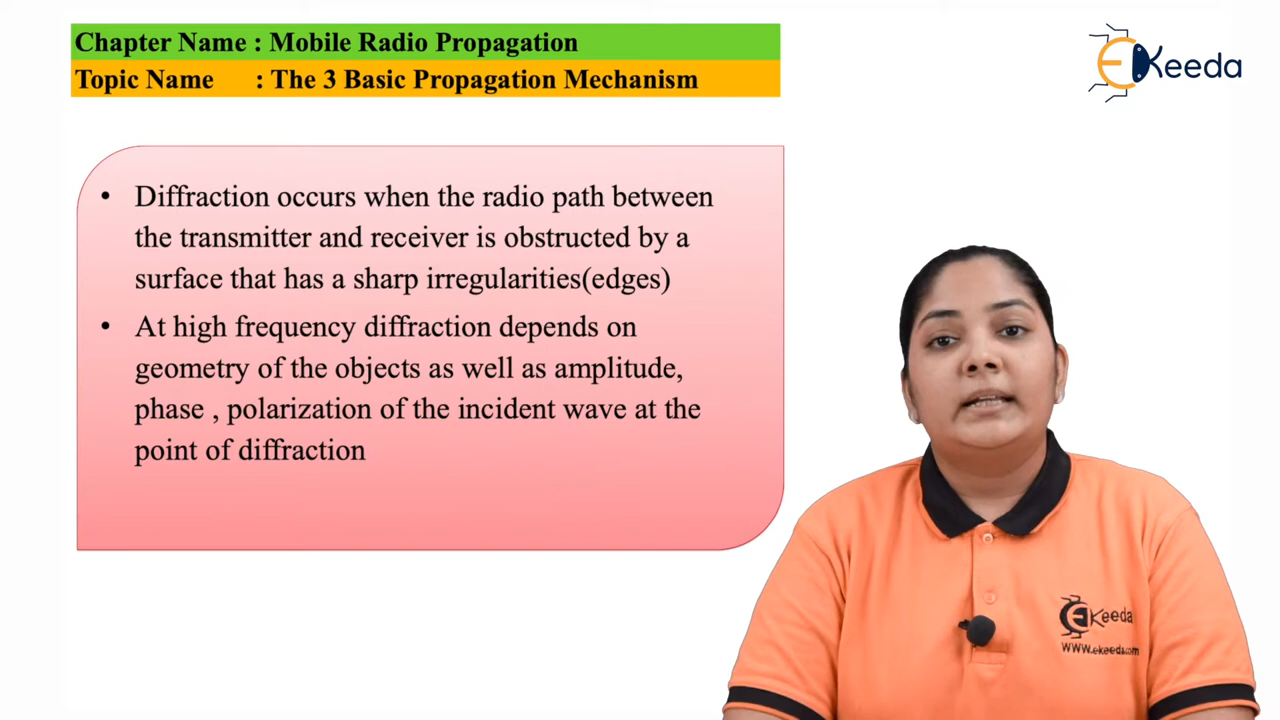 Chapter Name : Mobile Radio Propagation
Topic Name : The 3 Basic Propagation Mechanism
EKeeda
• Diffraction occurs when the radio path between
the transmitter and receiver is obstructed by a
surface that has a sharp irregularities(edges)
• At high frequency diffraction depends on
geometry of the objects as well as amplitude,
phase , polarization of the incident wave at the
point of diffraction
EKeeda
www.ekeeda.com